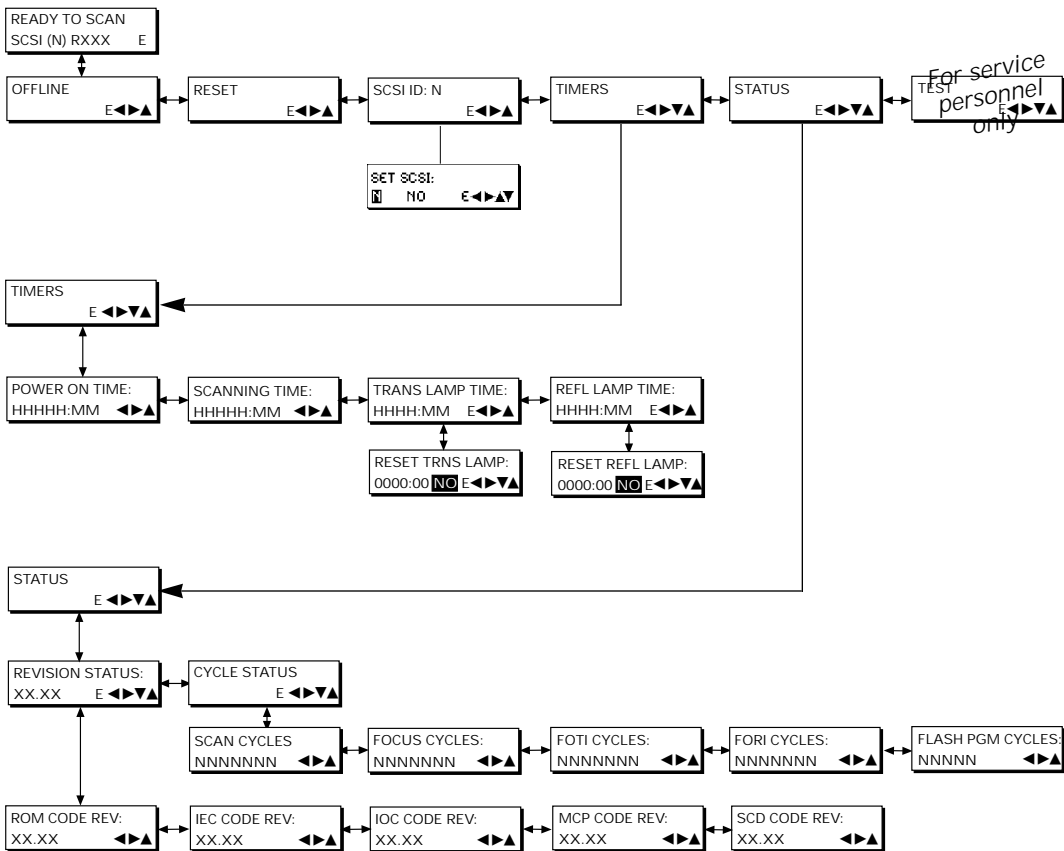 READY TO SCAN
SCSI (N) RXXX E
OFFLINE
E◀▶▲
RESET
E◀▶▲
SCSI ID: N
E◀▶▲
TIMERS
E◀▶▼▲
STATUS
E◀▶▼▲
TEST
E◀▶▼▲
For service
personnel
only
SET SCSI:
N NO E◀▶▲▼
TIMERS
E ◀▶▼▲
POWER ON TIME:
HHHHH:MM ◀▶▲
SCANNING TIME:
HHHHH:MM ◀▶▲
TRANS LAMP TIME:
HHHH:MM E◀▶▲
REFL LAMP TIME:
HHHH:MM E◀▶▲
RESET TRNS LAMP:
0000:00 NO E◀▶▼▲
RESET REFL LAMP:
0000:00 NO E◀▶▼▲
STATUS
E ◀▶▼▲
REVISION STATUS:
XX.XX E ◀▶▼▲
CYCLE STATUS
E ◀▶▼▲
SCAN CYCLES
NNNNNNN ◀▶▲
FOCUS CYCLES:
NNNNNNN ◀▶▲
FOTI CYCLES:
NNNNNNN ◀▶▲
FORI CYCLES:
NNNNNNN ◀▶▲
FLASH PGM CYCLES:
NNNNN ◀▶▲
ROM CODE REV:
XX.XX ◀▶▲
IEC CODE REV:
XX.XX ◀▶▲
IOC CODE REV:
XX.XX ◀▶▲
MCP CODE REV:
XX.XX ◀▶▲
SCD CODE REV:
XX.XX ◀▶▲